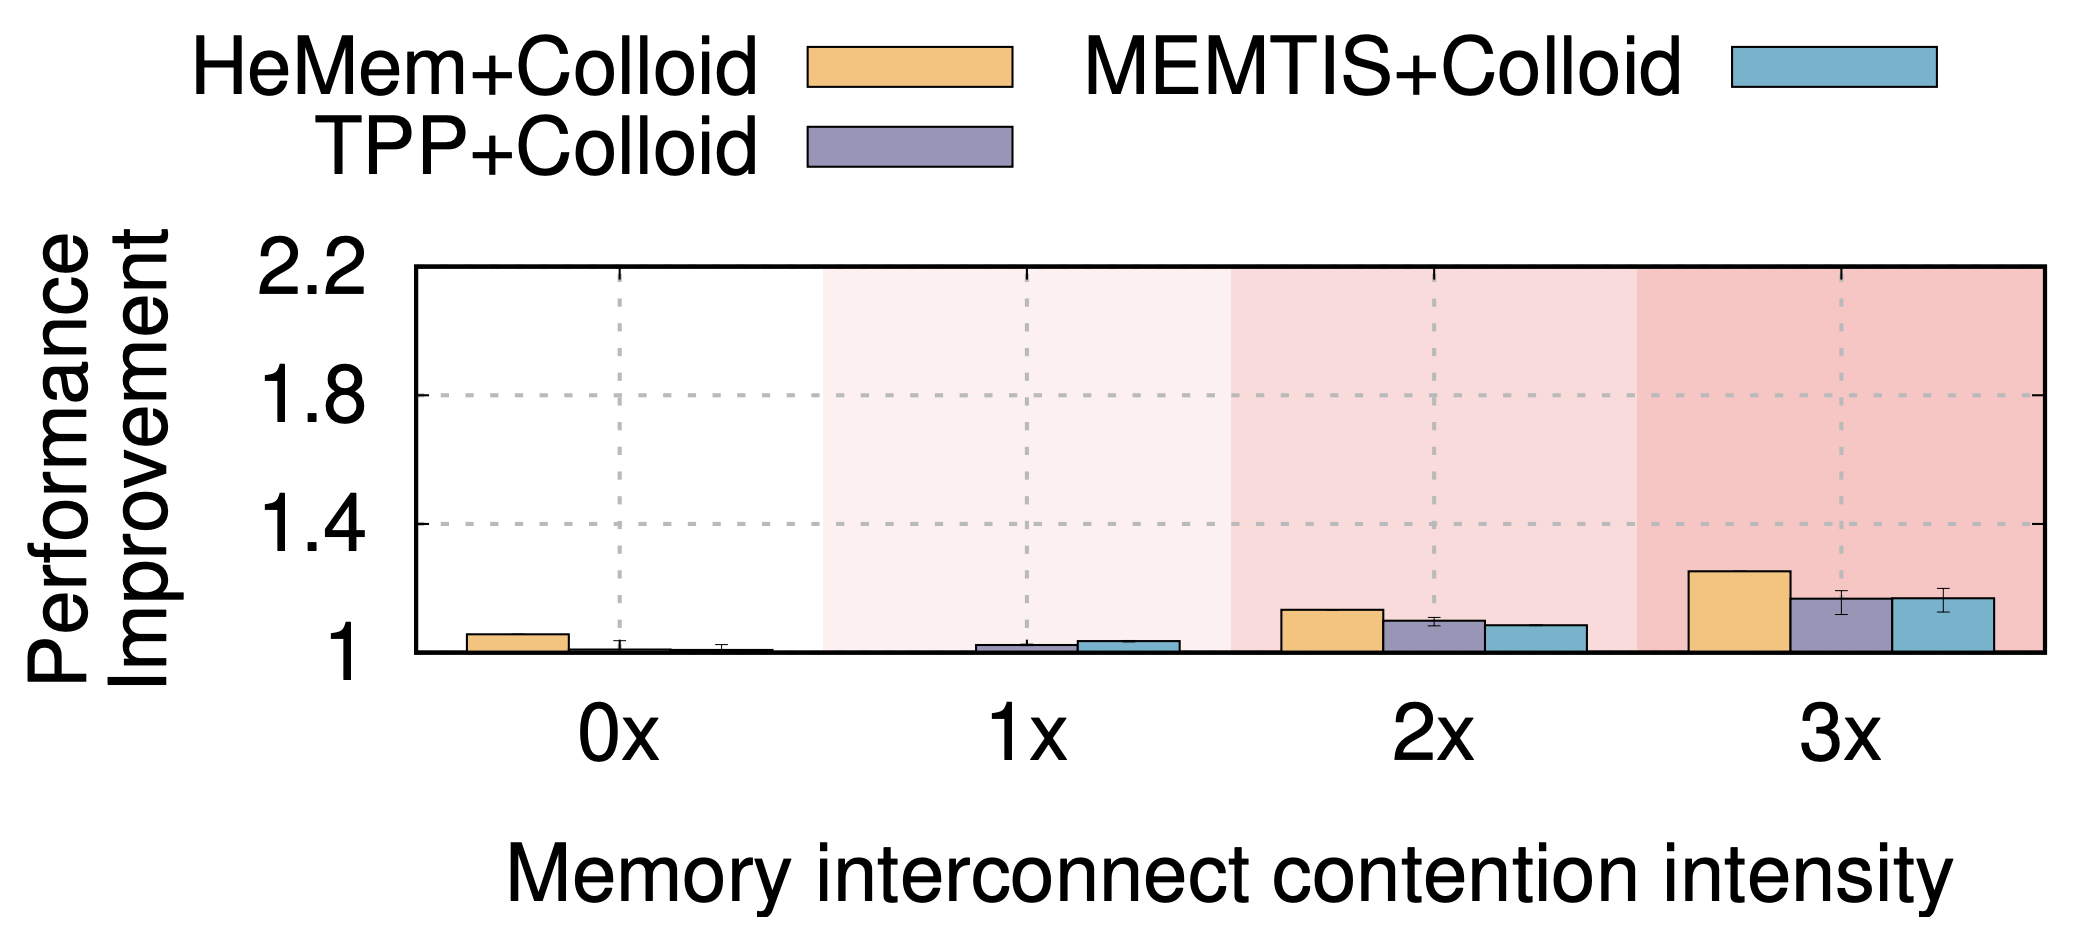 HeMem+Colloid
MEMTIS+Colloid
TPP+Colloid
Performance
Improvement
2.2
1.8
1.4
1
0x
1x
2x
3x
Memory interconnect contention intensity